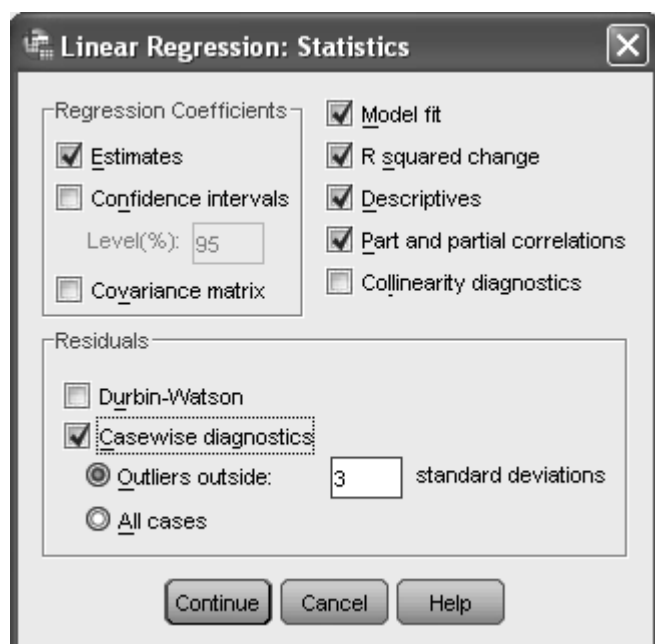 Linear Regression: Statistics
Regression Coefficients
Estimates
Confidence intervals
Level(%): 95
Covariance matrix
Model fit
R squared change
Descriptives
Part and partial correlations
Collinearity diagnostics
Residuals
Durbin-Watson
Casewise diagnostics
Outliers outside: 3 standard deviations
All cases
Continue Cancel Help